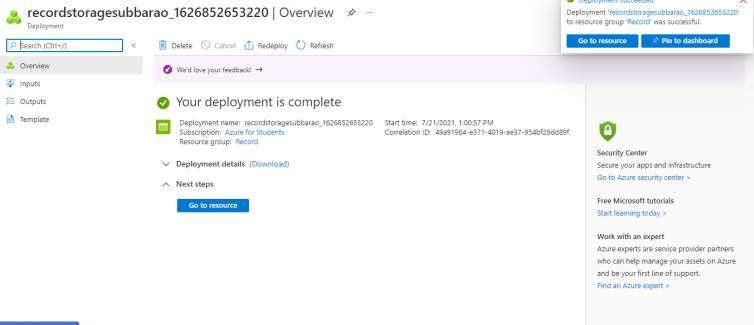 recordstoragesubbarao_1626852653220 | Overview
Deployment
Deployment succeeded
Deployment 'recordstoragesubbarao_1626852653220'
to resource group 'Record' was successful.
Go to resource
Pin to dashboard
Search (Ctrl+/)
«
Delete
Cancel
Redeploy
Refresh
Overview
Inputs
Outputs
Template
We'd love your feedback! →
Your deployment is complete
Deployment name: recordstoragesubbarao_1626852653220
Subscription: Azure for Students
Resource group: Record
Start time: 7/21/2021, 1:00:57 PM
Correlation ID: 49a91964-e371-4019-ae37-954bf26dd89f
Deployment details (Download)
Next steps
Go to resource
Security Center
Secure your apps and infrastructure
Go to Azure security center >
Free Microsoft tutorials
Start learning today >
Work with an expert
Azure experts are service provider partners
who can help manage your assets on Azure
and be your first line of support.
Find an Azure expert >